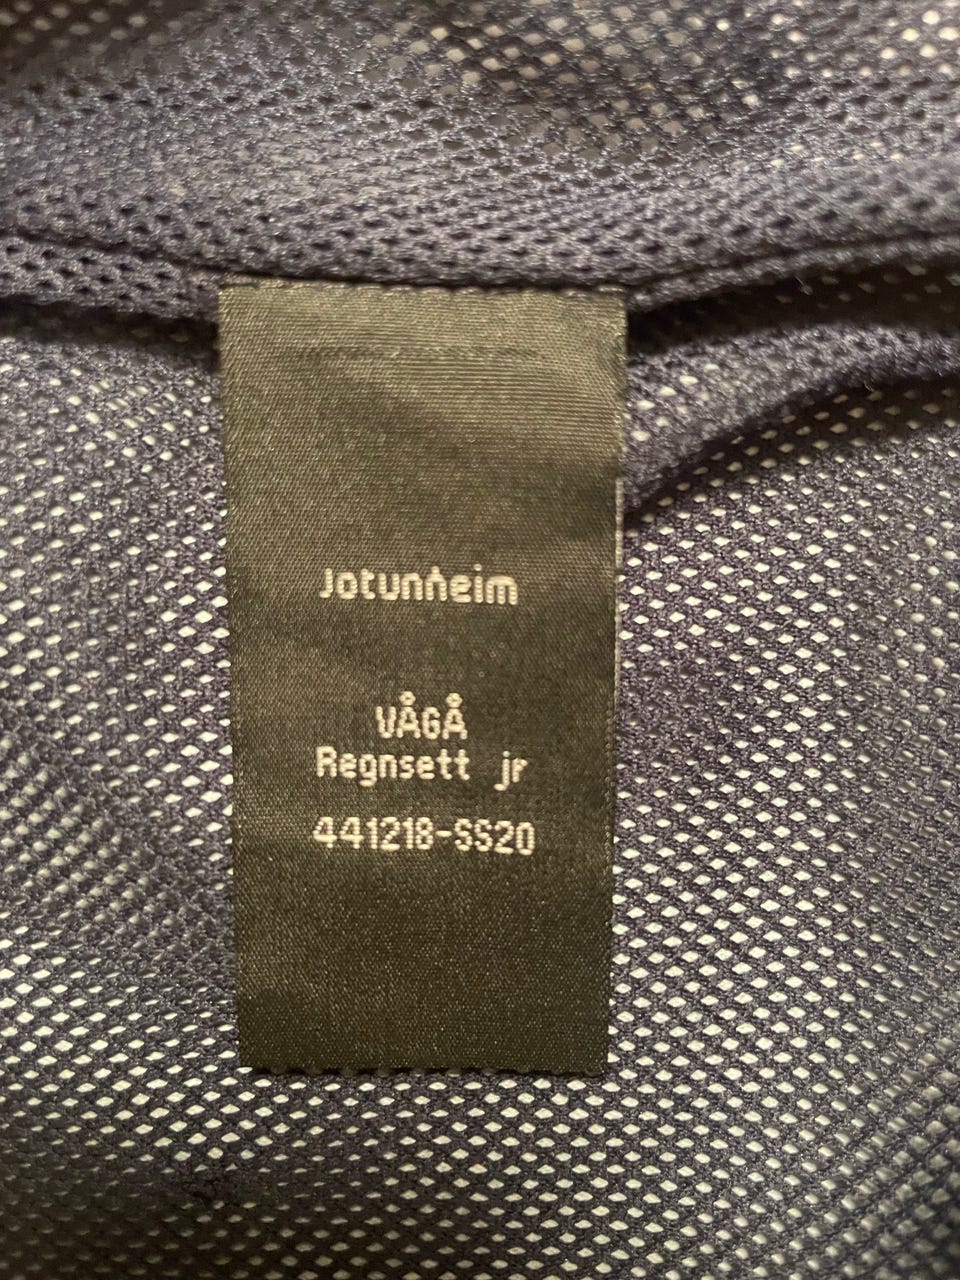 Jotunheim
VÅGÅ
Regnsett jr
441218-SS20